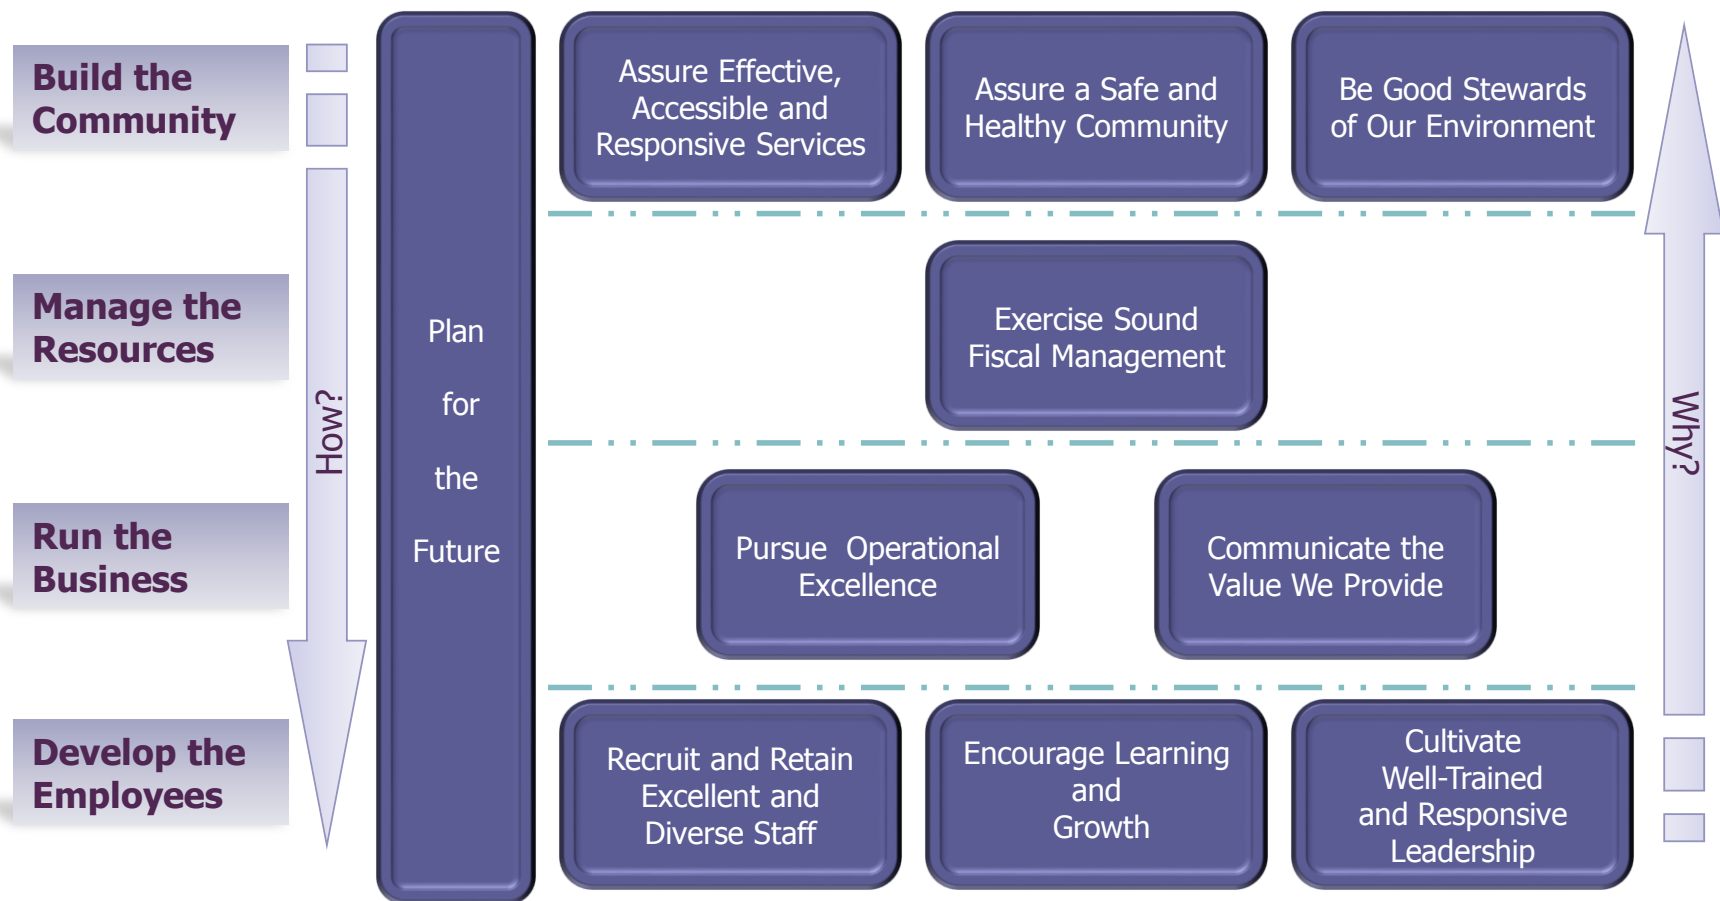 Build the
Community
Assure Effective,
Accessible and
Responsive Services
Assure a Safe and
Healthy Community
Be Good Stewards
of Our Environment
Manage the
Resources
Exercise Sound
Fiscal Management
How?
Plan
for
the
Future
Why?
Run the
Business
Pursue  Operational
Excellence
Communicate the
Value We Provide
Develop the
Employees
Recruit and Retain
Excellent and
Diverse Staff
Encourage Learning
and
Growth
Cultivate
Well-Trained
and Responsive
Leadership